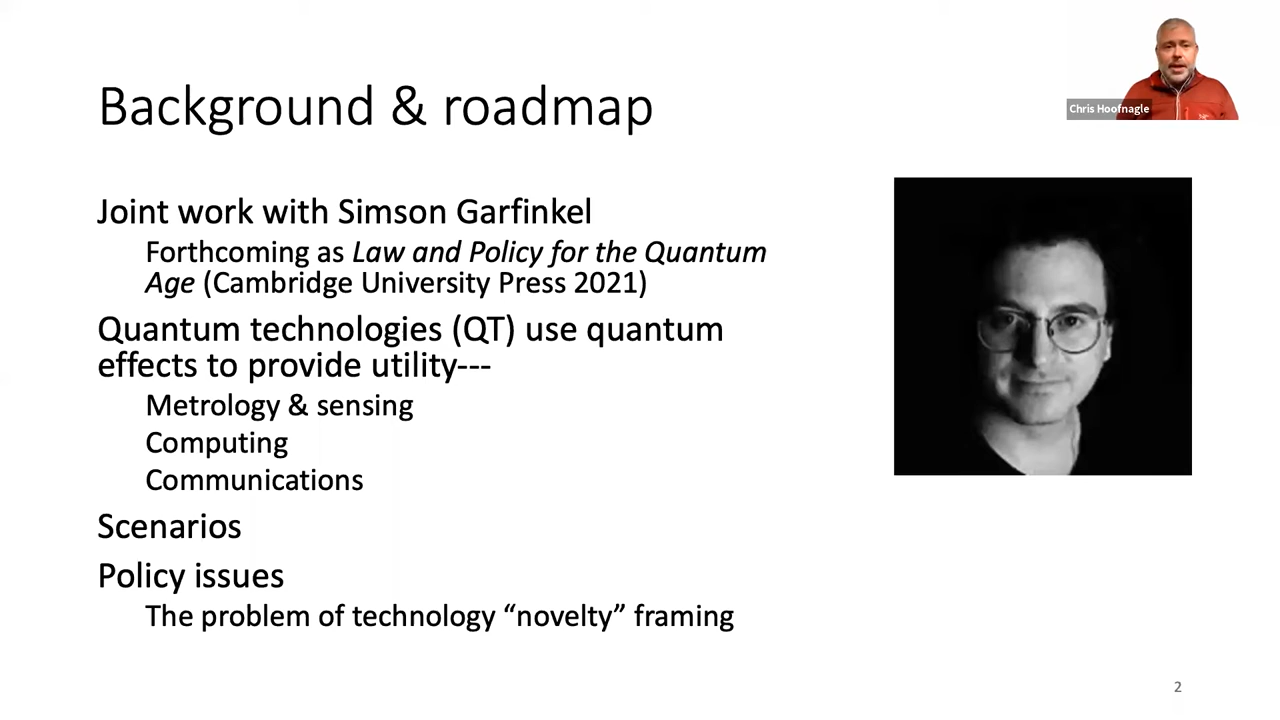 Background & roadmap
Chris Hoofnagle
Joint work with Simson Garfinkel
Forthcoming as Law and Policy for the Quantum
Age (Cambridge University Press 2021)
Quantum technologies (QT) use quantum
effects to provide utility---
Metrology & sensing
Computing
Communications
Scenarios
Policy issues
The problem of technology “novelty” framing
2